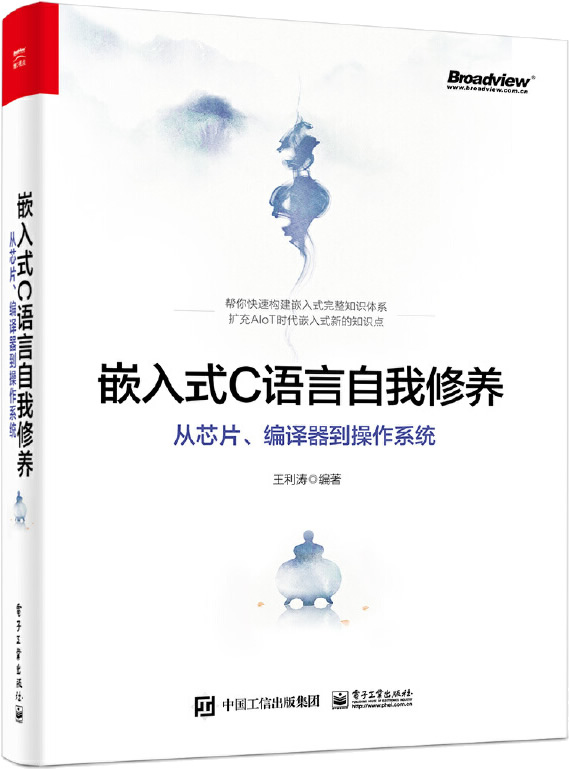 Broadview®
www.broadview.com.cn
帮你快速构建嵌入式完整知识体系
扩充AIoT时代嵌入式新的知识点
嵌入式C语言自我修养
从芯片、编译器到操作系统
王利涛◎编著
中国工信出版集团
电子工业出版社
http://www.phei.com.cn
嵌入式C语言自我修养
从芯片、编译器到操作系统
电子工业出版社